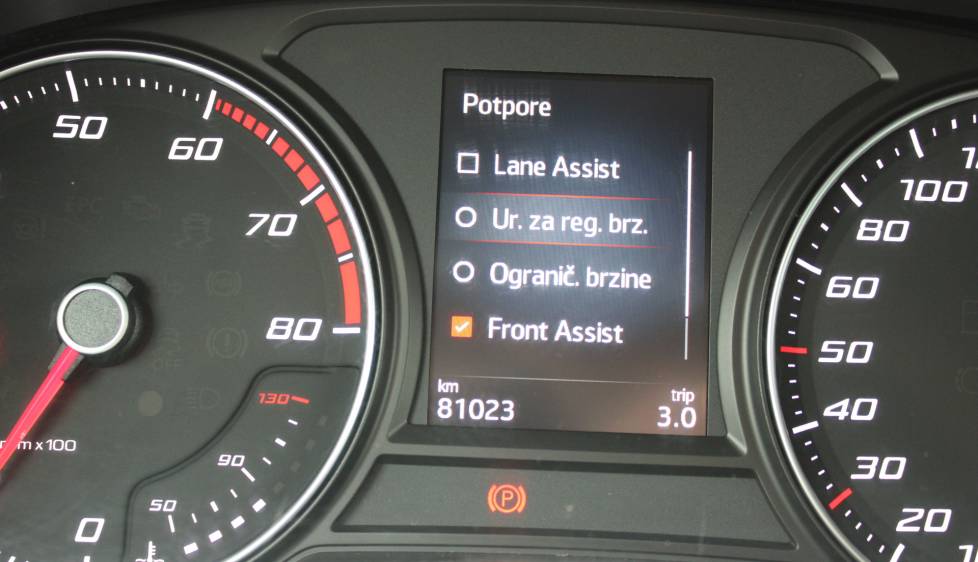 Potpore
Lane Assist
Ur. za reg. brz.
Ogranič. brzine
Front Assist
km
81023
trip
3.0
50
60
70
80
130
90
50
0
x 100
P
100
80
60
50
40
30
20